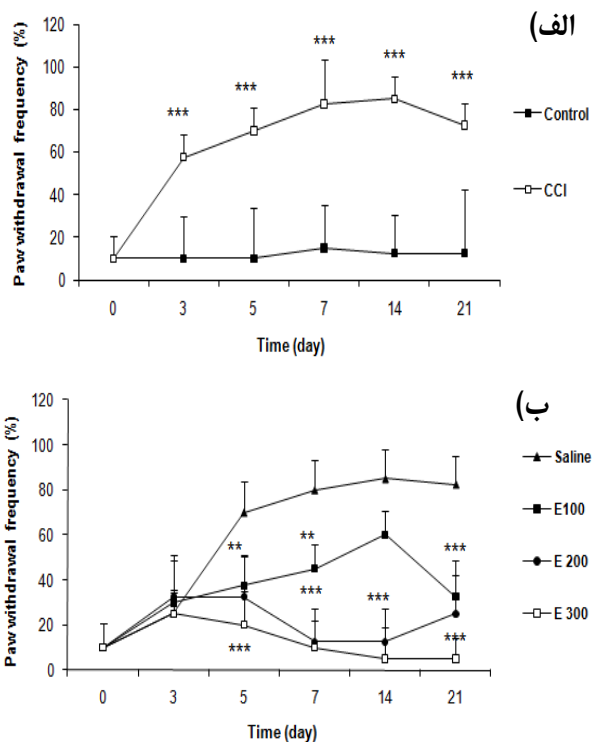 الف)
Paw withdrawal frequency (%)
120
100
80
60
40
20
0
***
***
***
***
***
Control
CCI
0 3 5 7 14 21
Time (day)
ب)
Paw withdrawal frequency (%)
120
100
80
60
40
20
0
**
**
***
***
***
***
***
Saline
E100
E 200
E 300
0 3 5 7 14 21
Time (day)